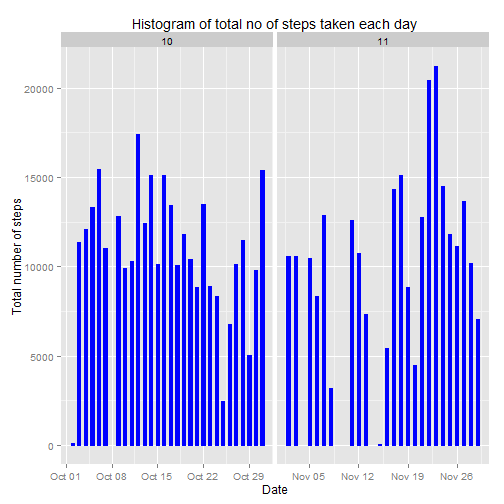 Histogram of total no of steps taken each day
10 11
20000
15000
10000
5000
0
Total number of steps
Oct 01 Oct 08 Oct 15 Oct 22 Oct 29 Nov 05 Nov 12 Nov 19 Nov 26
Date